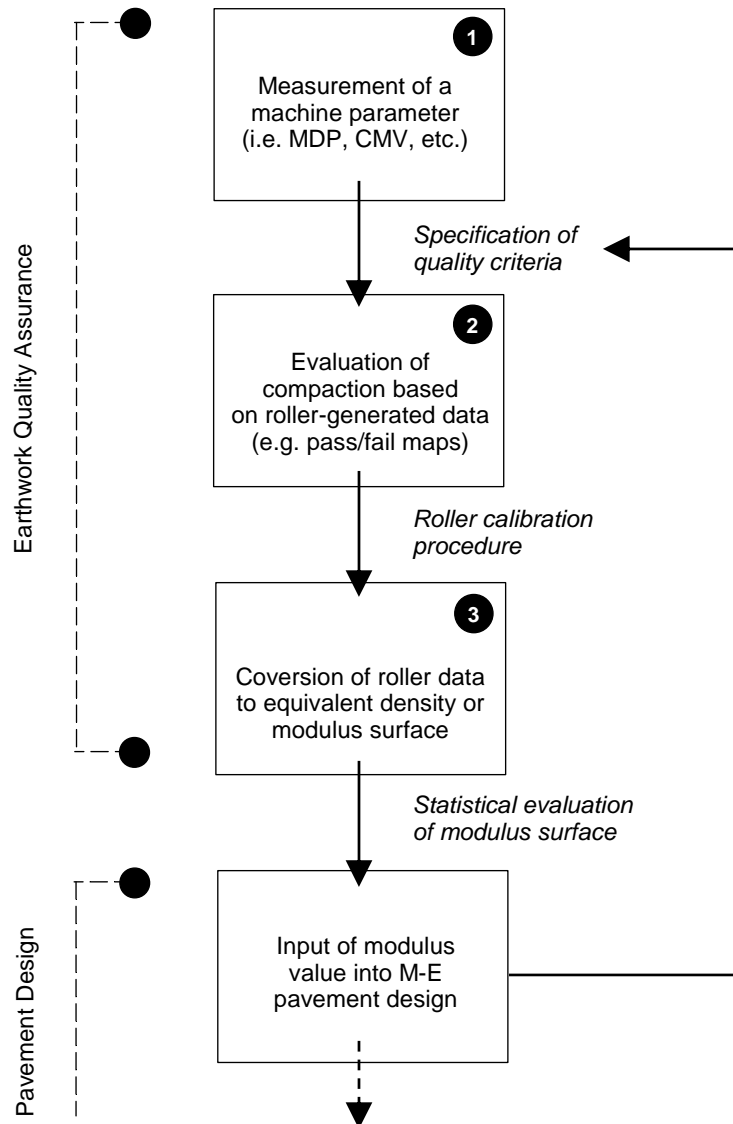 1
Measurement of a
machine parameter
(i.e. MDP, CMV, etc.)
Specification of
quality criteria
2
Evaluation of
compaction based
on roller-generated data
(e.g. pass/fail maps)
Roller calibration
procedure
3
Coversion of roller data
to equivalent density or
modulus surface
Statistical evaluation
of modulus surface
Input of modulus
value into M-E
pavement design
Earthwork Quality Assurance
Pavement Design